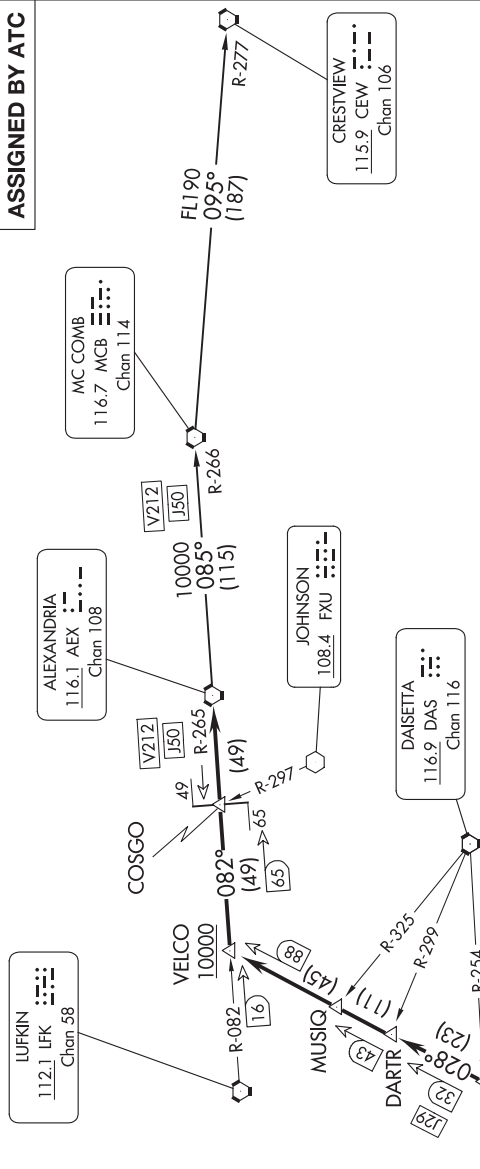 ASSIGNED BY ATC
LUFKIN
112.1 LFK
Chan 58
ALEXANDRIA
116.1 AEX
Chan 108
MC COMB
116.7 MCB
Chan 114
CRESTVIEW
115.9 CEW
Chan 106
JOHNSON
108.4 FXU
DAISETTA
116.9 DAS
Chan 116
VELCO
10000
R-082
16
88
082°
(49)
COSGO
49
65
65
R-297
V212
J50
R-265
(49)
10000
085°
(115)
V212
J50
R-266
FL190
095°
(187)
R-277
MUSIQ
(45)
43
(11)
DARTR
R-325
R-299
R-254
028°
(23)
32
J29